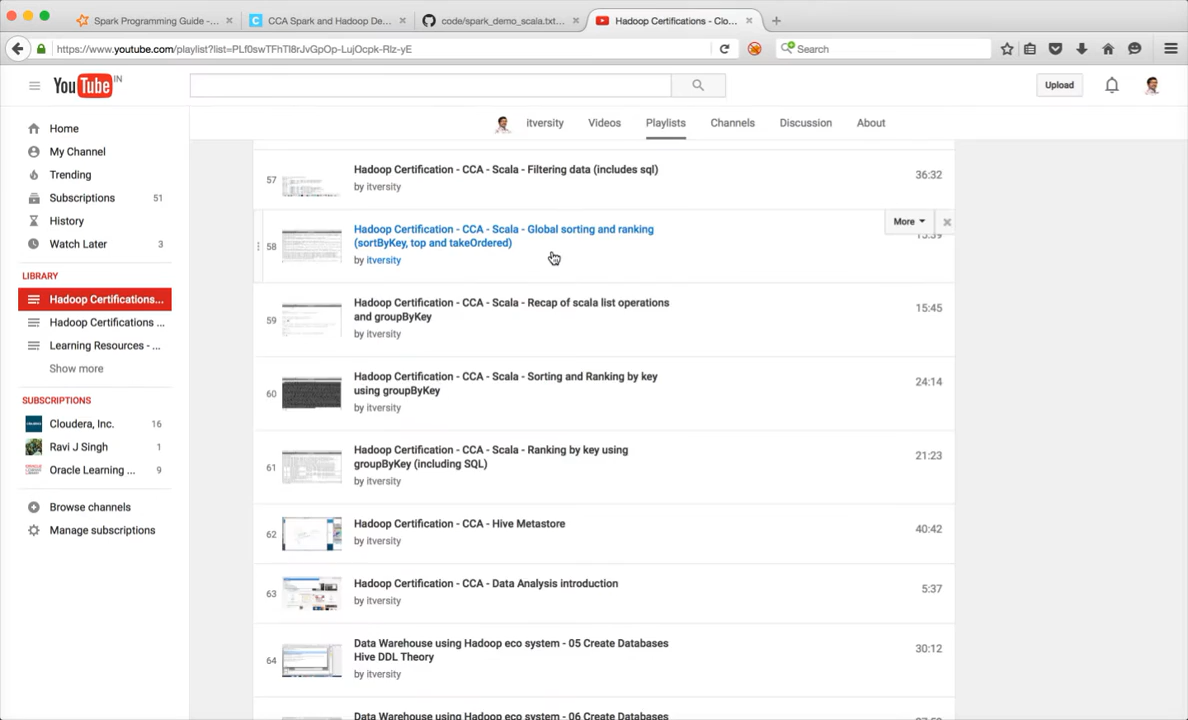 Spark Programming Guide -...
CCA Spark and Hadoop De...
code/spark_demo_scala.txt...
Hadoop Certifications - Clo...
https://www.youtube.com/playlist?list=PLf0swTFhTI8rJvGpOp-LujOcpk-Rlz-yE
Search
YouTube IN
Upload
itversity
Videos
Playlists
Channels
Discussion
About
Home
My Channel
Trending
Subscriptions 51
History
Watch Later 3
LIBRARY
Hadoop Certifications...
Hadoop Certifications ...
Learning Resources - ...
Show more
SUBSCRIPTIONS
Cloudera, Inc. 16
Ravi J Singh 1
Oracle Learning ... 9
Browse channels
Manage subscriptions
57
Hadoop Certification - CCA - Scala - Filtering data (includes sql)
by itversity
36:32
58
Hadoop Certification - CCA - Scala - Global sorting and ranking
(sortByKey, top and takeOrdered)
by itversity
More
59
Hadoop Certification - CCA - Scala - Recap of scala list operations
and groupByKey
by itversity
15:45
60
Hadoop Certification - CCA - Scala - Sorting and Ranking by key
using groupByKey
by itversity
24:14
61
Hadoop Certification - CCA - Scala - Ranking by key using
groupByKey (including SQL)
by itversity
21:23
62
Hadoop Certification - CCA - Hive Metastore
by itversity
40:42
63
Hadoop Certification - CCA - Data Analysis introduction
by itversity
5:37
64
Data Warehouse using Hadoop eco system - 05 Create Databases
Hive DDL Theory
by itversity
30:12
Data Warehouse using Hadoop eco system - 06 Create Databases